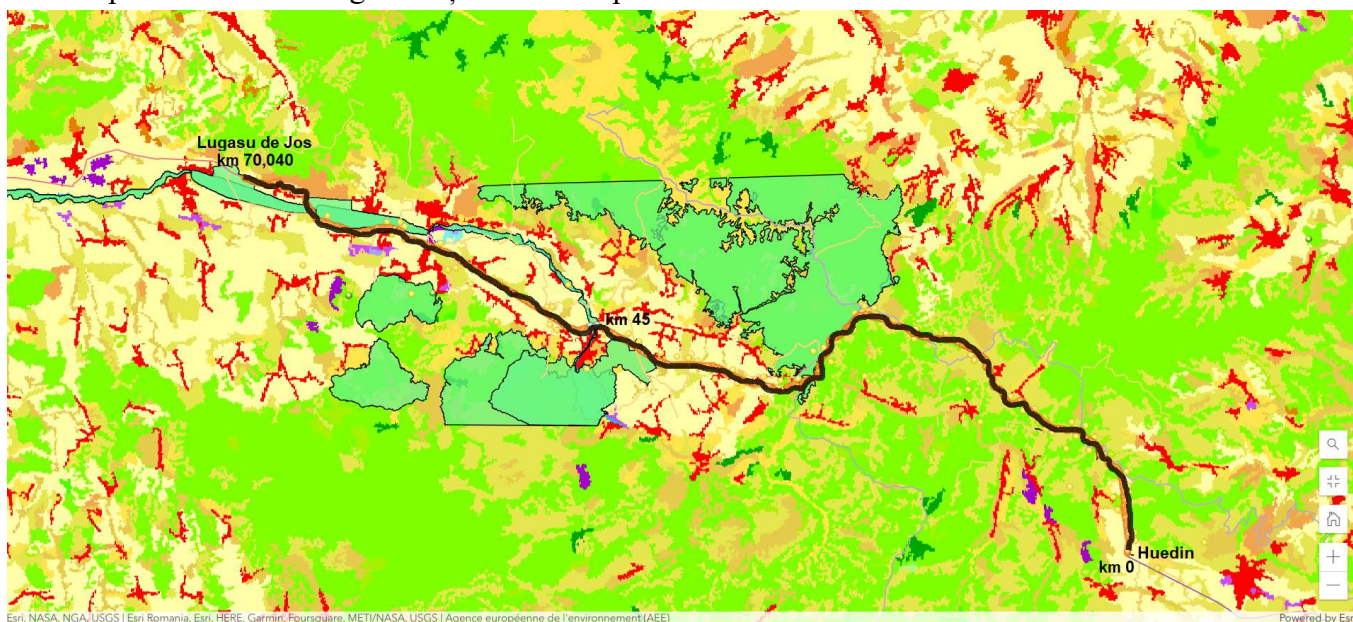 Lugasu de Jos
km 70,040
km 45
Huedin
km 0
Esri, NASA, NGA, USGS | Esri Romania, Esri, HERE, Garmin, Foursquare, METI/NASA, USGS | Agence européenne de l'environnement (AEE)
Powered by Esri